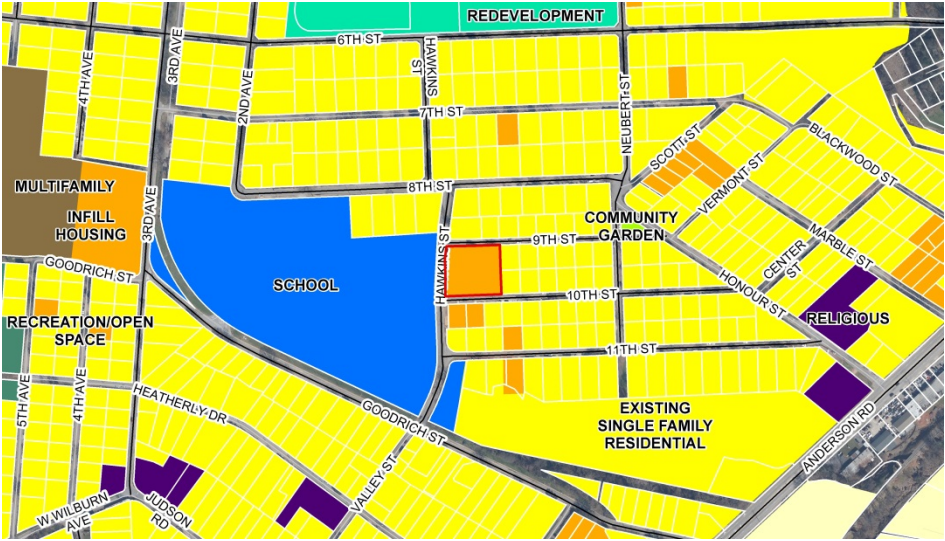 REDEVELOPMENT
6TH ST
HAWKINS
ST
3RD AVE
4TH AVE
2ND AVE
NEUBERT ST
7TH ST
SCOTT ST
BLACKWOOD ST
VERMONT ST
8TH ST
MULTIFAMILY
INFILL
HOUSING
3RD AVE
COMMUNITY
GARDEN
MARBLE ST
9TH ST
CENTER
ST
GOODRICH ST
HAWKINS ST
SCHOOL
10TH ST
HONOUR ST
RECREATION/OPEN
SPACE
RELIGIOUS
11TH ST
5TH AVE
4TH AVE
HEATHERLY DR
GOODRICH ST
EXISTING
SINGLE FAMILY
RESIDENTIAL
ANDERSON RD
VALLEY ST
W WILBURN
AVE
JUDSON
RD